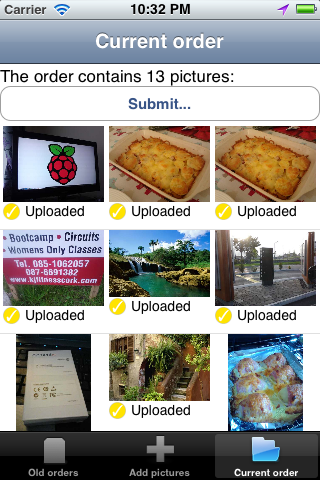 Carrier 10:32 PM
Current order
The order contains 13 pictures:
Submit...
Uploaded Uploaded Uploaded
• Bootcamp • Circuits
• Womens Only Classes
Tel. 085-1062057
087-6691382
www.kjfitnesscork.com
Uploaded Uploaded Uploaded
Uploaded
Old orders Add pictures Current order